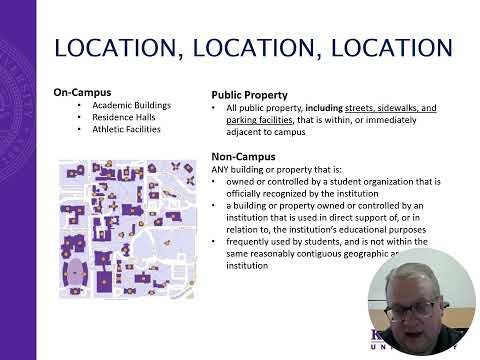 LOCATION, LOCATION, LOCATION
On-Campus
• Academic Buildings
• Residence Halls
• Athletic Facilities
Public Property
• All public property, including streets, sidewalks, and
parking facilities, that is within, or immediately
adjacent to campus
Non-Campus
ANY building or property that is:
• owned or controlled by a student organization that is
officially recognized by the institution
• a building or property owned or controlled by an
institution that is used in direct support of, or in
relation to, the institution's educational purposes
• frequently used by students, and is not within the
same reasonably contiguous geographic
institution